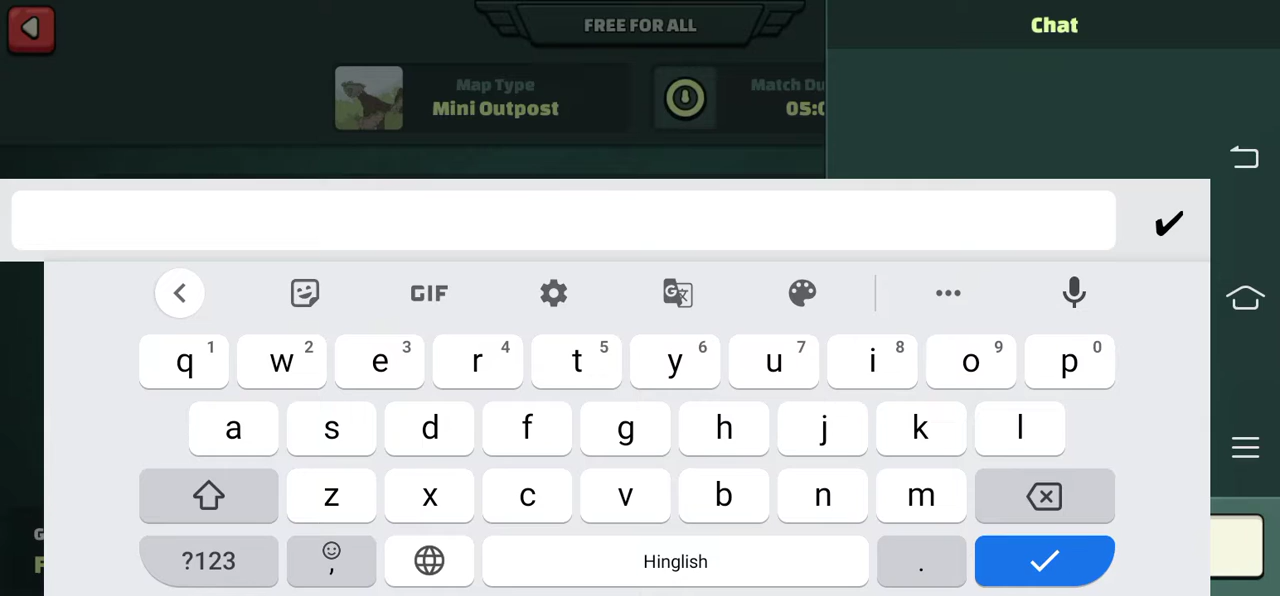 FREE FOR ALL
Chat
Map Type
Mini Outpost
Match Du
05:0
GIF
q 1 w 2 e 3 r 4 t 5 y 6 u 7 i 8 o 9 p 0
a s d f g h j k l
z x c v b n m
?123 , Hinglish .
G
F